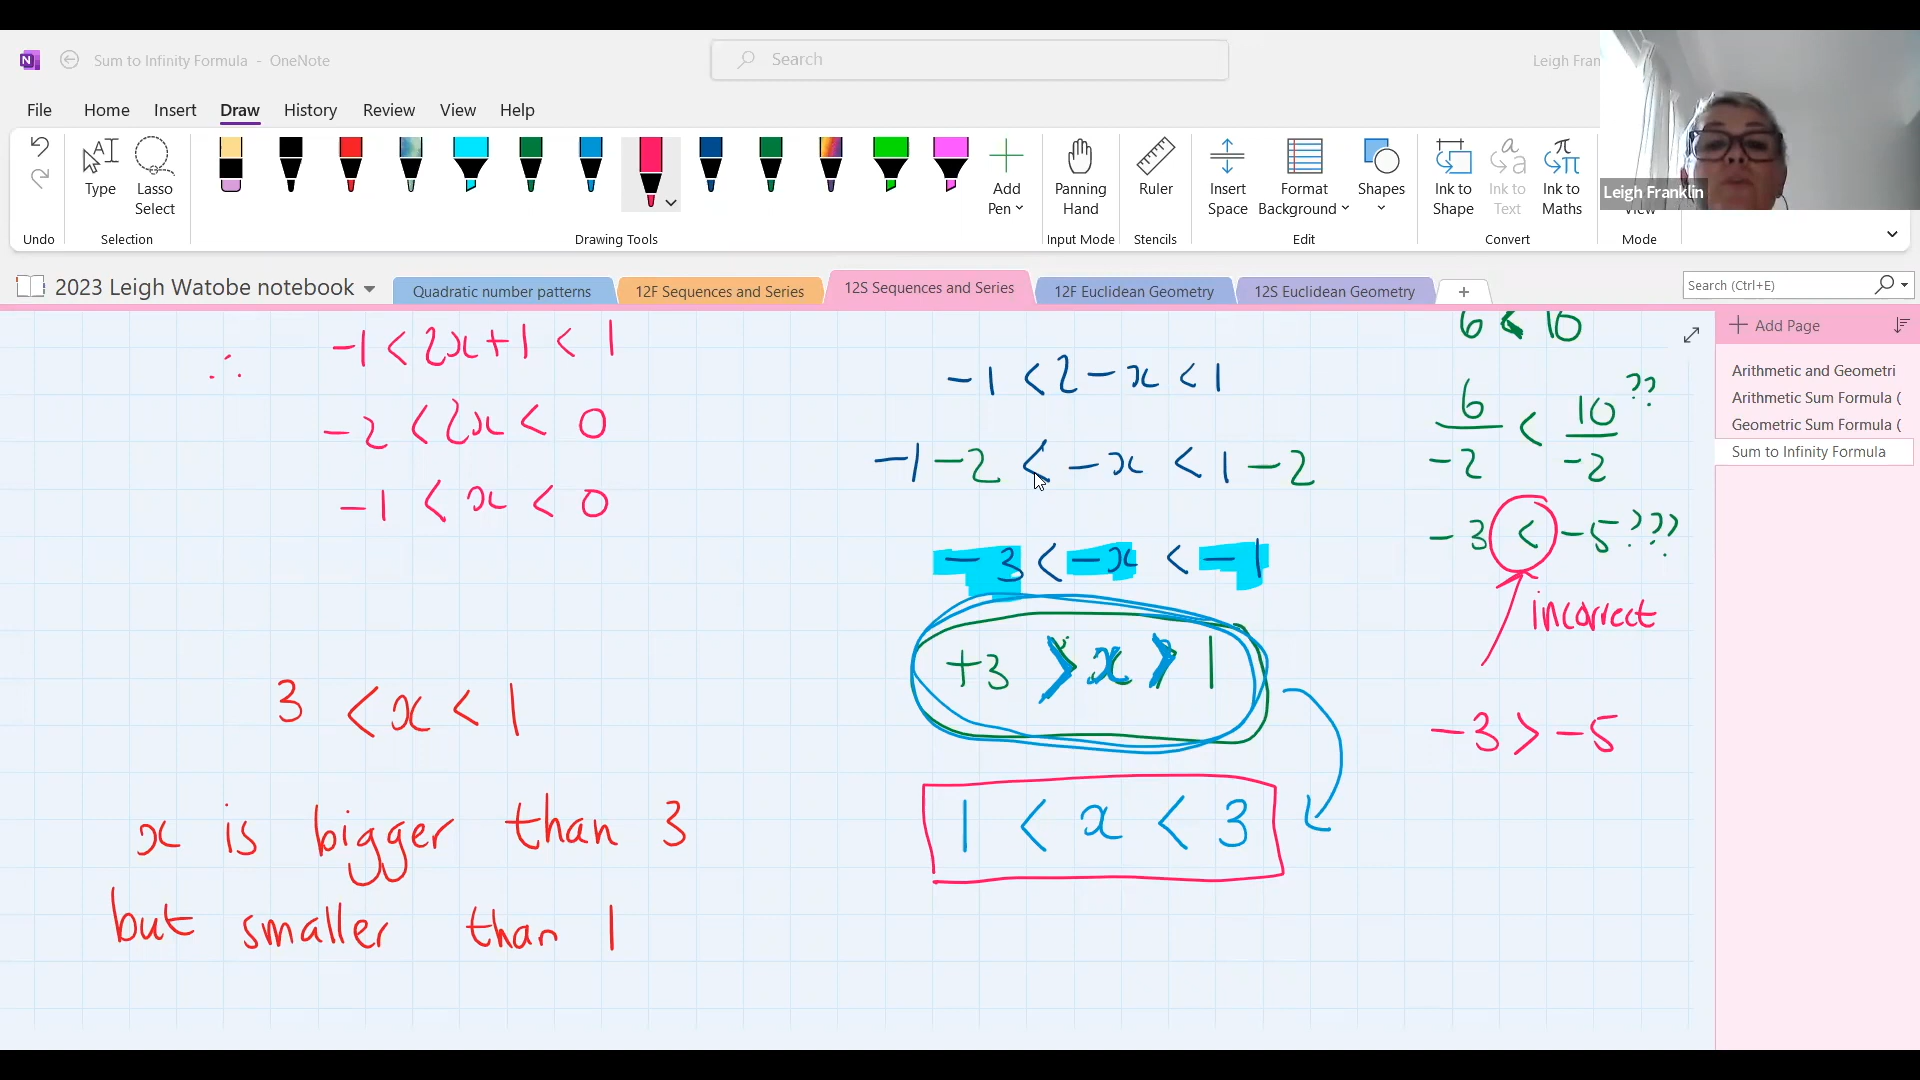 Sum to Infinity Formula - OneNote
Search
Leigh Fran
File Home Insert Draw History Review View Help
Type
Lasso Select
Add Pen
Panning Hand
Ruler
Insert Space
Format Background
Shapes
Ink to Shape
Ink to Text
Ink to Maths
Leigh Franklin
View
Undo Selection Drawing Tools Input Mode Stencils Edit Convert Mode
2023 Leigh Watobe notebook
Quadratic number patterns
12F Sequences and Series
12S Sequences and Series
12F Euclidean Geometry
12S Euclidean Geometry
+
Search (Ctrl+E)
Add Page
Arithmetic and Geometri
Arithmetic Sum Formula (
Geometric Sum Formula (
Sum to Infinity Formula
∴ -1 < 2x + 1 < 1
-2 < 2x < 0
-1 < x < 0
3 < x < 1
x is bigger than 3
but smaller than 1
-1 < 2 - x < 1
-1 - 2 < -x < 1 - 2
-3 < -x < -1
+3 > x > 1
1 < x < 3
6 < 10
6/-2 < 10/-2 ??
-3 < -5 ???
incorrect
-3 > -5